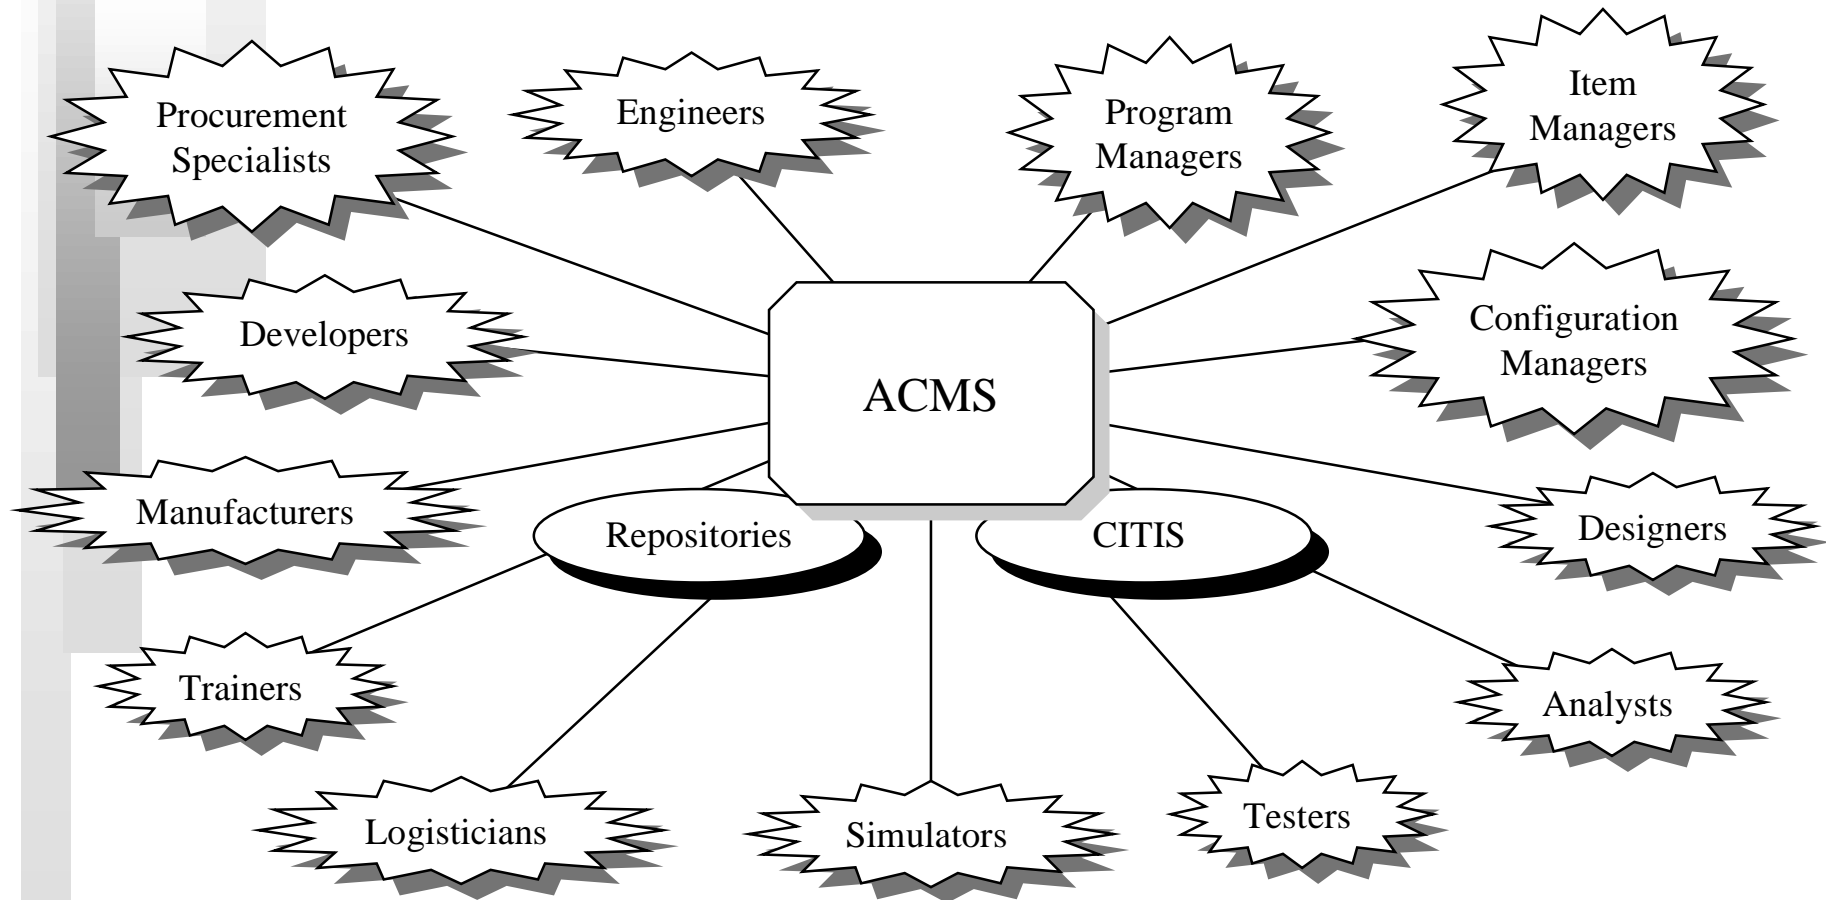 Procurement
Specialists
Engineers
Program
Managers
Item
Managers
Developers
Configuration
Managers
ACMS
Manufacturers
Repositories
CITIS
Designers
Trainers
Analysts
Logisticians
Simulators
Testers